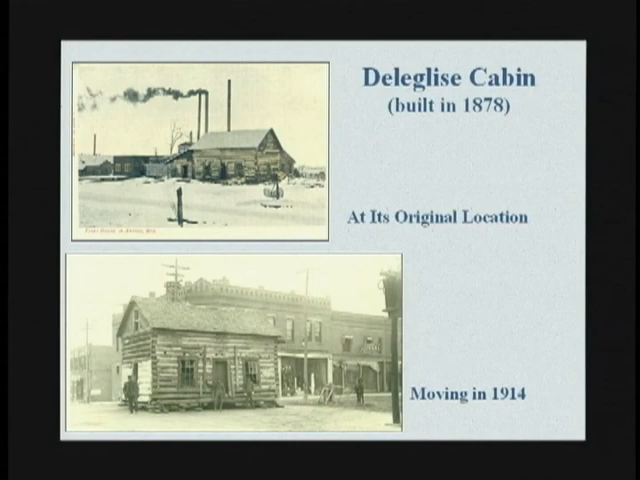 Deleglise Cabin
(built in 1878)
At Its Original Location
Moving in 1914